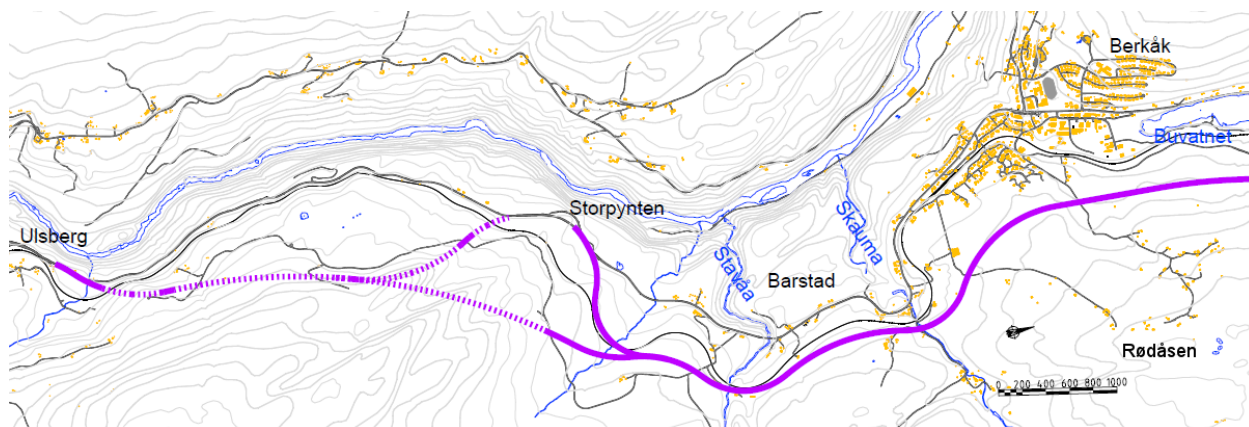 Berkåk
Buvatnet
Ulsberg
Storpynten
Skauma
Stavåa
Barstad
Rødåsen
0 200 400 600 800 1000